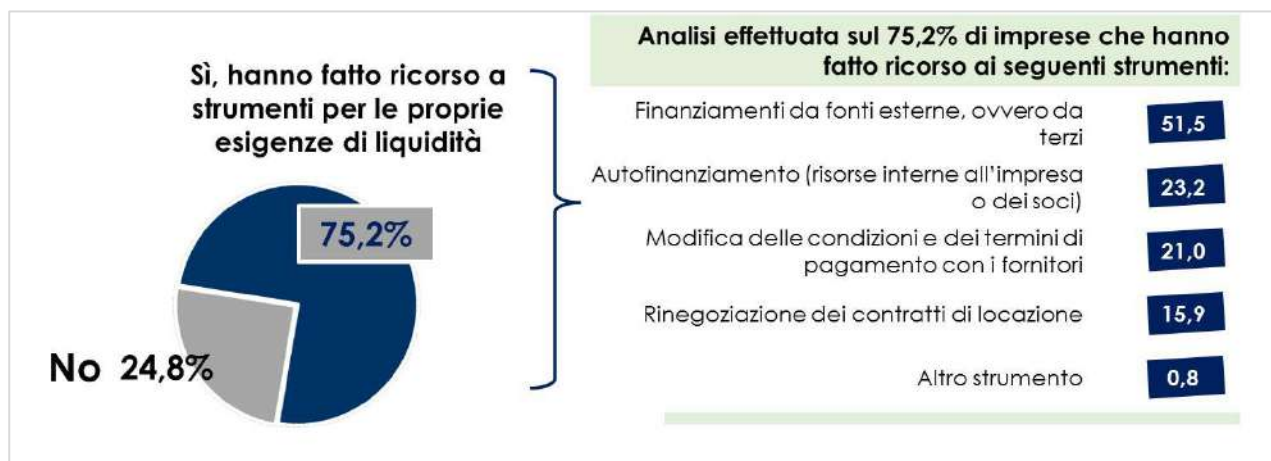 Sì, hanno fatto ricorso a
strumenti per le proprie
esigenze di liquidità
75,2%
No 24,8%
Analisi effettuata sul 75,2% di imprese che hanno
fatto ricorso ai seguenti strumenti:
Finanziamenti da fonti esterne, ovvero da
terzi
51,5
Autofinanziamento (risorse interne all'impresa
o dei soci)
23,2
Modifica delle condizioni e dei termini di
pagamento con i fornitori
21,0
Rinegoziazione dei contratti di locazione
15,9
Altro strumento
0,8